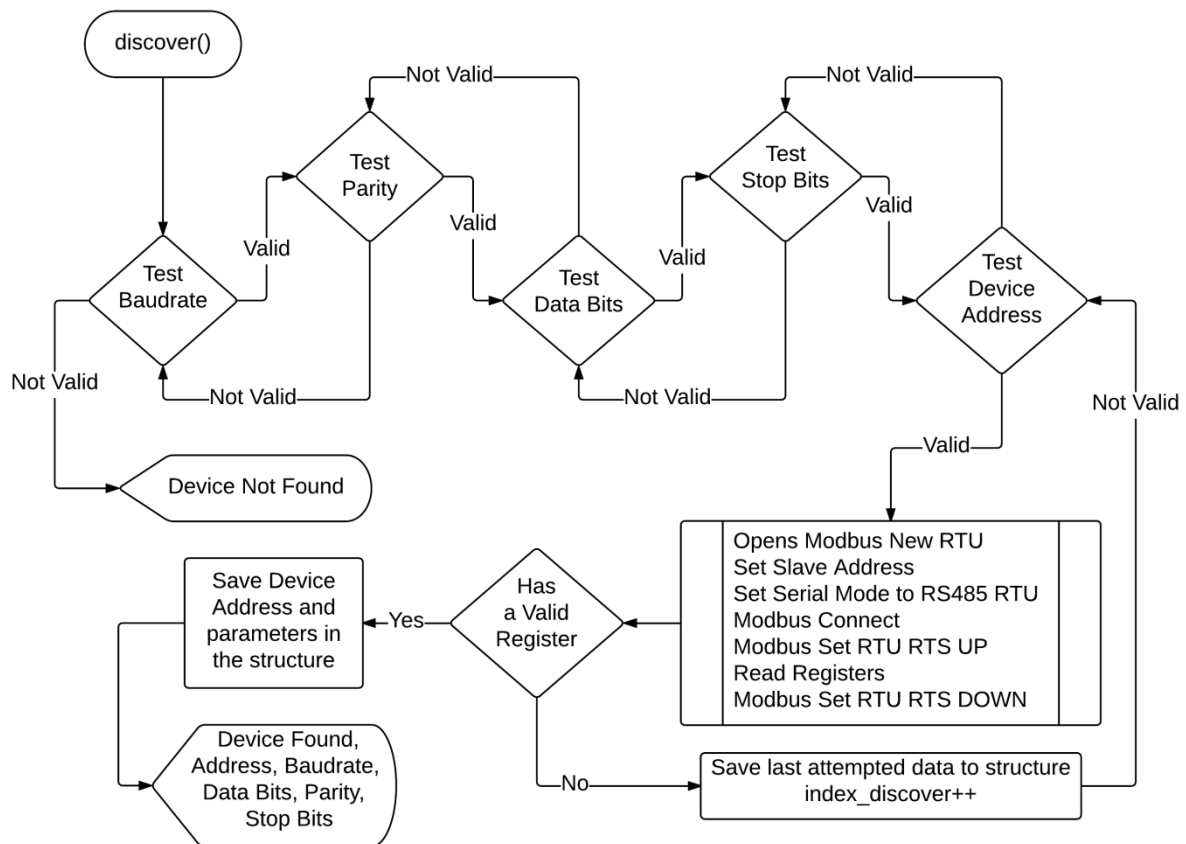 discover()
Not Valid
Not Valid
Test
Parity
Test
Stop Bits
Valid
Valid
Valid
Valid
Test
Baudrate
Test
Data Bits
Test
Device
Address
Not Valid
Not Valid
Not Valid
Not Valid
Valid
Device Not Found
Opens Modbus New RTU
Set Slave Address
Set Serial Mode to RS485 RTU
Modbus Connect
Modbus Set RTU RTS UP
Read Registers
Modbus Set RTU RTS DOWN
Has
a Valid
Register
Yes
Save Device
Address and
parameters in
the structure
Device Found,
Address, Baudrate,
Data Bits, Parity,
Stop Bits
No
Save last attempted data to structure
index_discover++